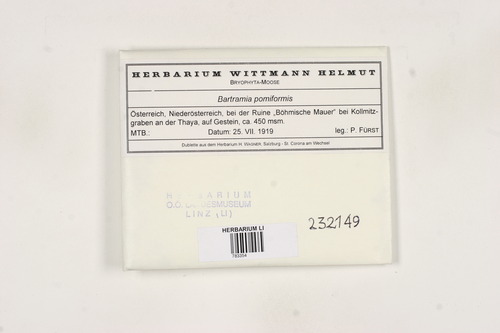 HERBARIUM WITTMANN HELMUT
BRYOPHYTA-MOOSE
Bartramia pomiformis
Österreich, Niederösterreich, bei der Ruine „Böhmische Mauer" bei Kollmitz-
graben an der Thaya, auf Gestein, ca. 450 msm.
MTB.: Datum: 25. VII. 1919 leg.: P. FÜRST
Dublette aus dem Herbarium H. Wittmann, Salzburg - St. Corona am Wechsel
HERBARIUM
O.Ö. LANDESMUSEUM
LINZ (LI)
232149
HERBARIUM LI
783354